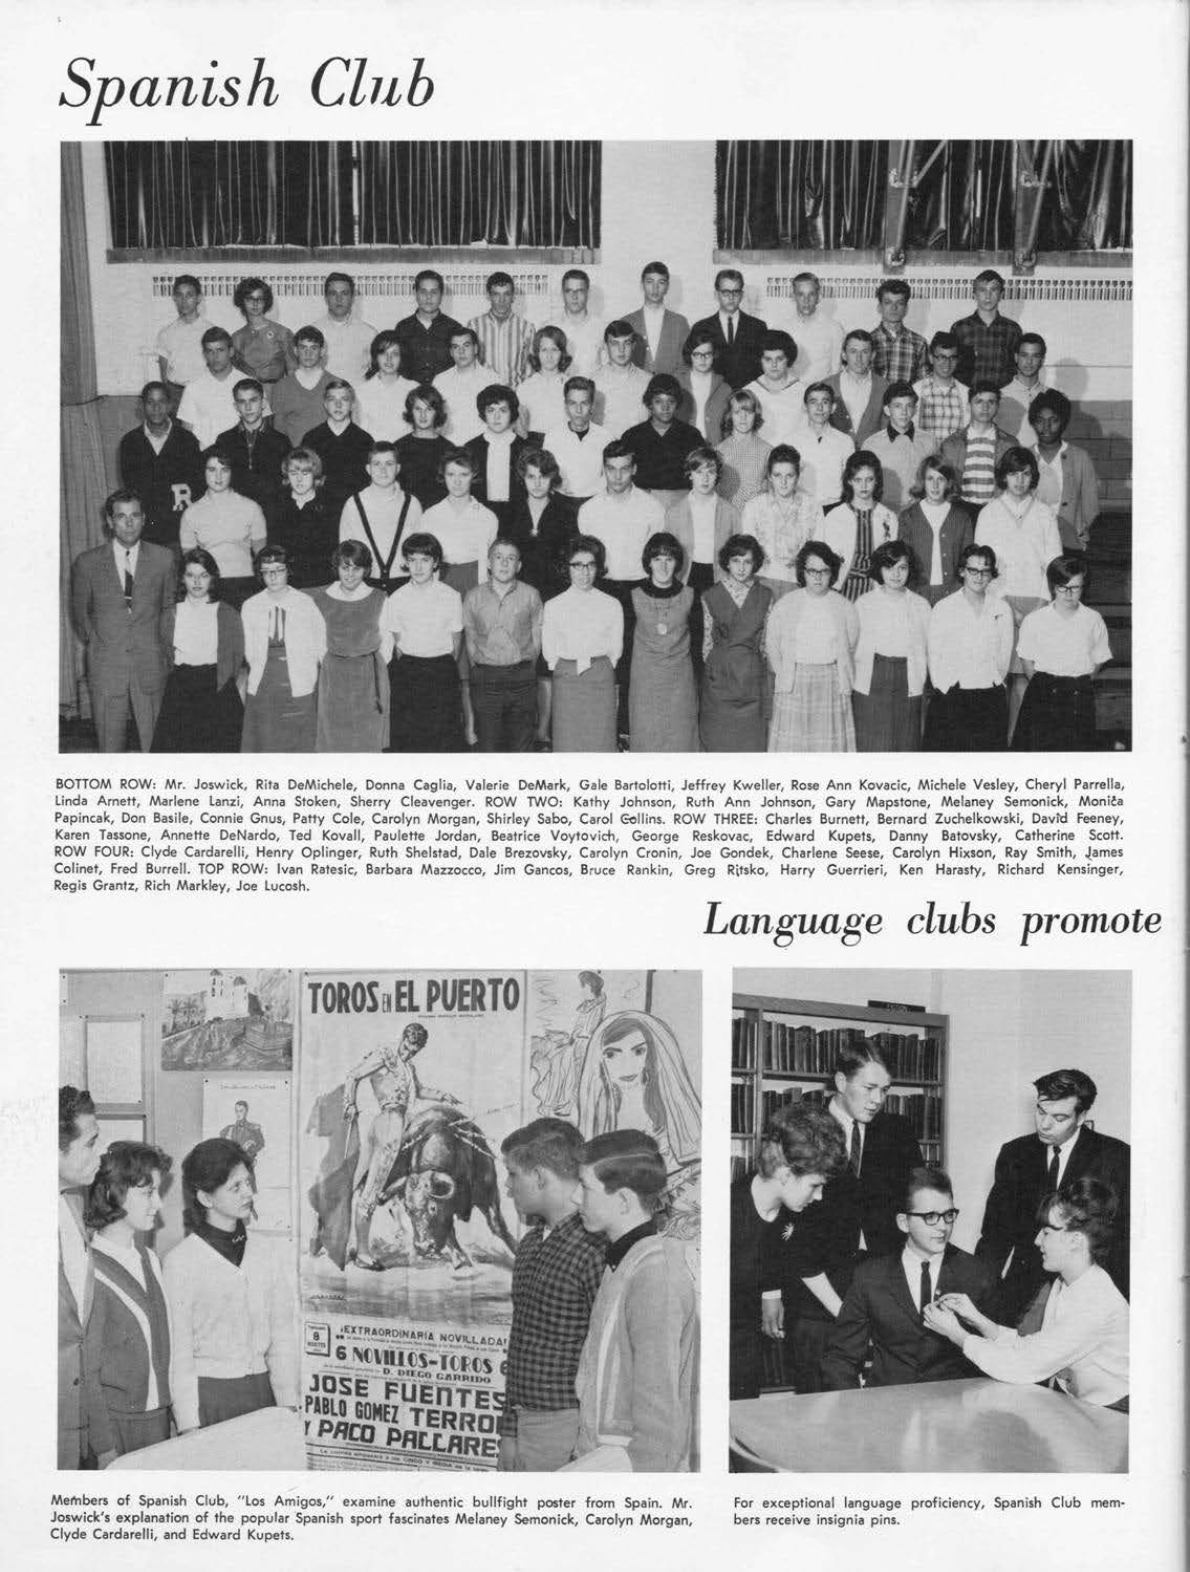 Spanish Club
R
BOTTOM ROW: Mr. Joswick, Rita DeMichele, Donna Caglia, Valerie DeMark, Gale Bartolotti, Jeffrey Kweller, Rose Ann Kovacic, Michele Vesley, Cheryl Parrella,
Linda Arnett, Marlene Lanzi, Anna Stoken, Sherry Cleavenger. ROW TWO: Kathy Johnson, Ruth Ann Johnson, Gary Mapstone, Melaney Semonick, Monica
Papincak, Don Basile, Connie Gnus, Patty Cole, Carolyn Morgan, Shirley Sabo, Carol Collins. ROW THREE: Charles Burnett, Bernard Zuchelkowski, David Feeney,
Karen Tassone, Annette DeNardo, Ted Kovall, Paulette Jordan, Beatrice Voytovich, George Reskovac, Edward Kupets, Danny Batovsky, Catherine Scott.
ROW FOUR: Clyde Cardarelli, Henry Oplinger, Ruth Shelstad, Dale Brezovsky, Carolyn Cronin, Joe Gondek, Charlene Seese, Carolyn Hixson, Ray Smith, James
Colinet, Fred Burrell. TOP ROW: Ivan Ratesic, Barbara Mazzocco, Jim Gancos, Bruce Rankin, Greg Ritsko, Harry Guerrieri, Ken Harasty, Richard Kensinger,
Regis Grantz, Rich Markley, Joe Lucosh.
Language clubs promote
TOROS EN EL PUERTO
8
¡EXTRAORDINARIA NOVILLADA!
6 NOVILLOS-TOROS 6
D. DIEGO GARRIDO
JOSE FUENTES
PABLO GOMEZ TERRO
Y PACO PALLARES
Members of Spanish Club, "Los Amigos," examine authentic bullfight poster from Spain. Mr.
Joswick's explanation of the popular Spanish sport fascinates Melaney Semonick, Carolyn Morgan,
Clyde Cardarelli, and Edward Kupets.
For exceptional language proficiency, Spanish Club mem-
bers receive insignia pins.